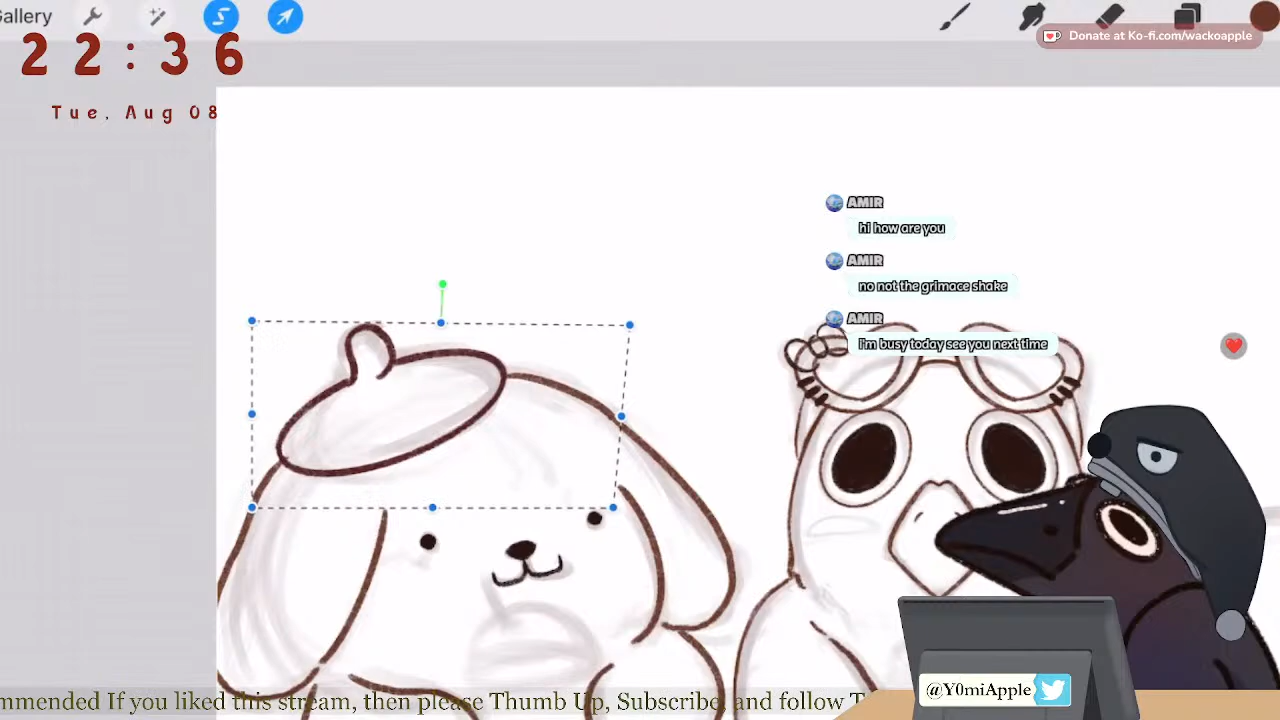 Gallery
22:36
Donate at Ko-fi.com/wackoapple
Tue, Aug 08
AMIR
hi how are you
AMIR
no not the grimace shake
AMIR
i'm busy today see you next time
@Y0miApple
mmended If you liked this stream, then please Thumb Up, Subscribe, and follow T